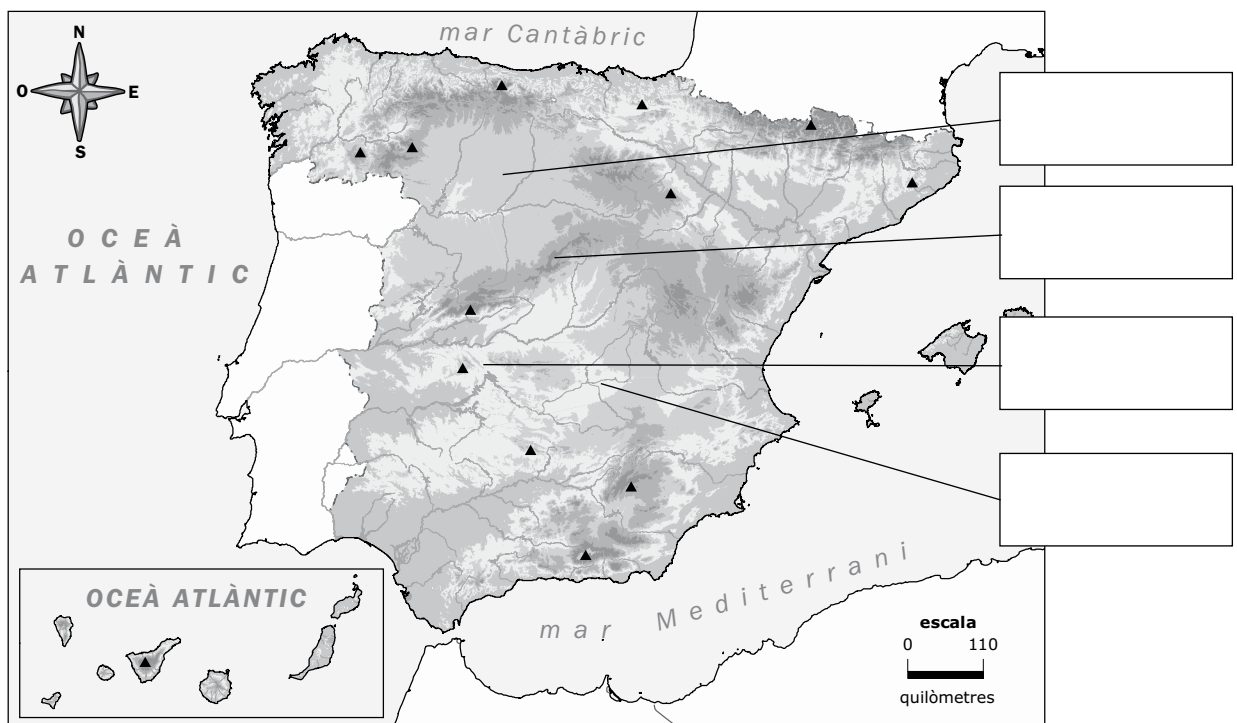 mar Cantàbric
N
O
E
S
OCEÀ
ATLÀNTIC
OCEÀ ATLÀNTIC
mar Mediterrani
escala
0 110
quilòmetres